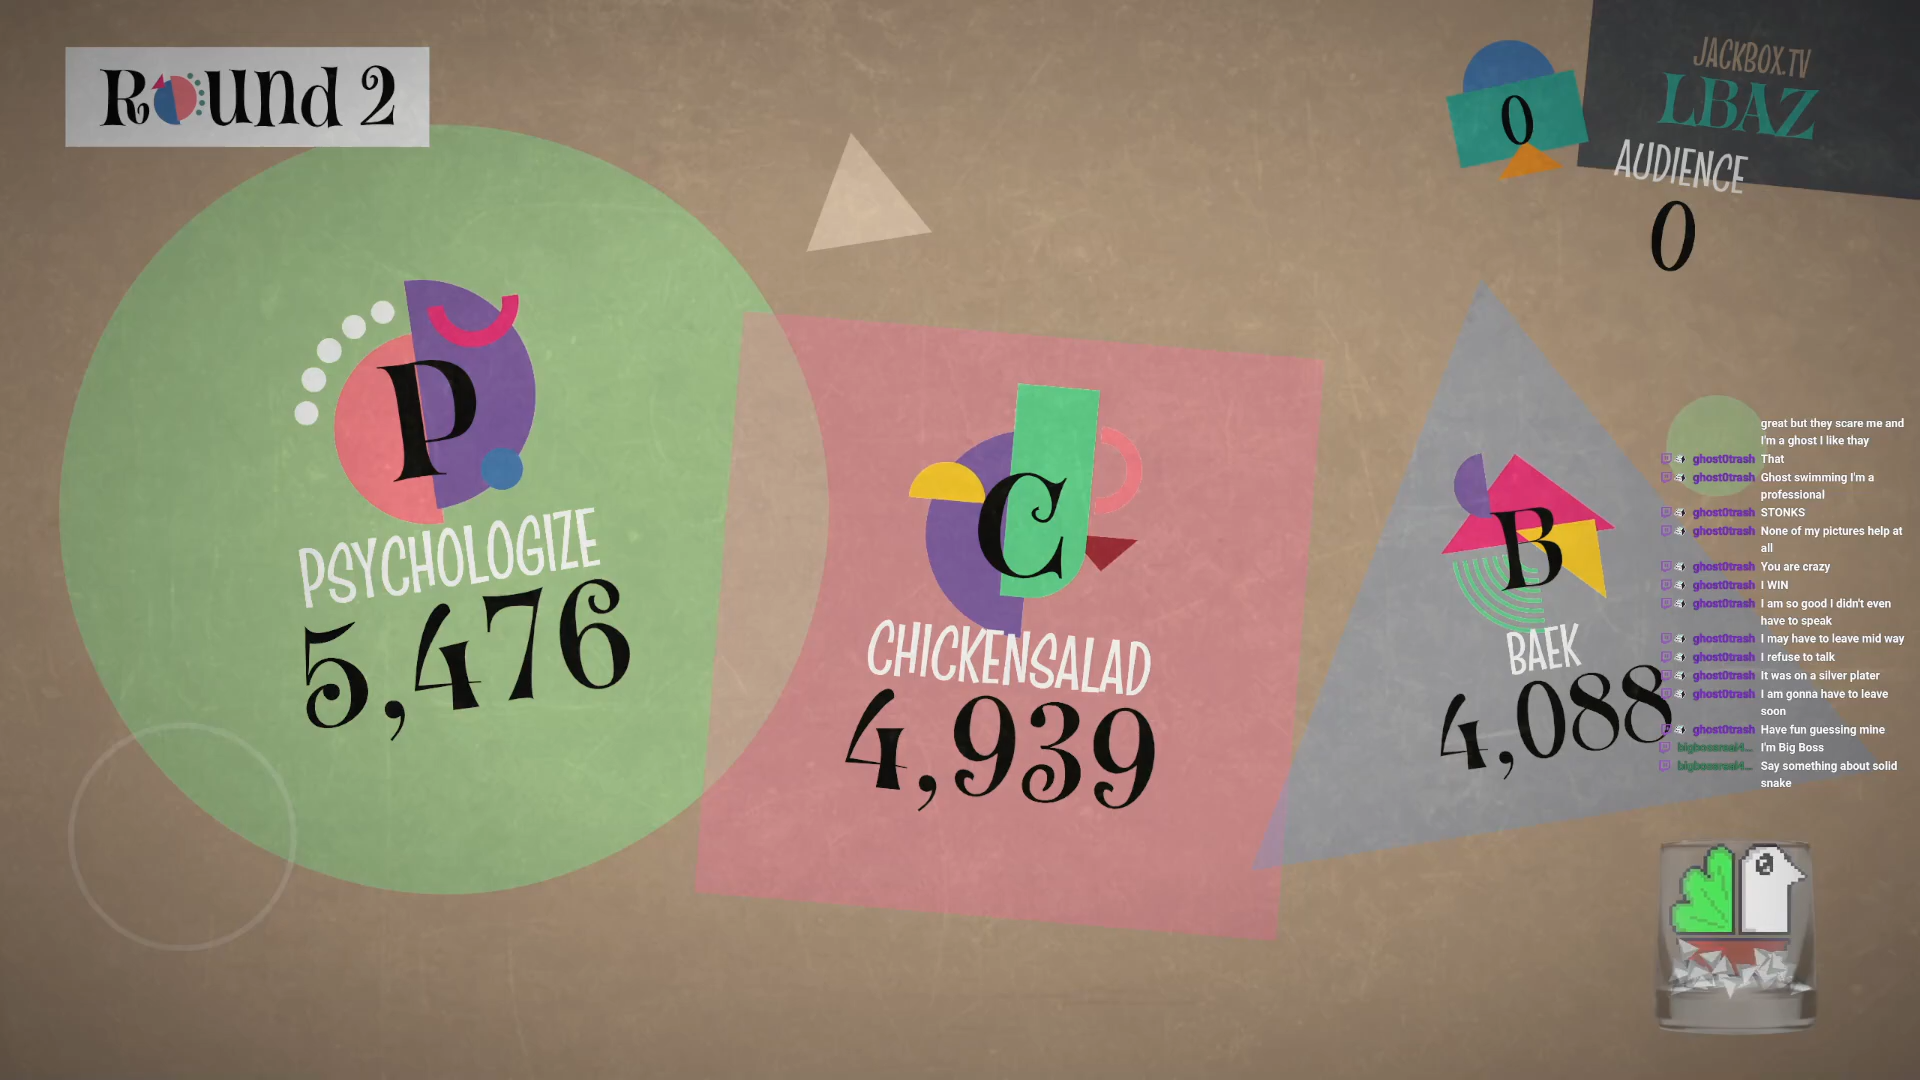 Round 2
0
JACKBOX.TV
LBAZ
AUDIENCE
0
P
PSYCHOLOGIZE
5,476
C
CHICKENSALAD
4,939
B
BAEK
4,088
great but they scare me and
I'm a ghost I like thay
ghost0trash That
ghost0trash Ghost swimming I'm a
professional
ghost0trash STONKS
ghost0trash None of my pictures help at
all
ghost0trash You are crazy
ghost0trash I WIN
ghost0trash I am so good I didn't even
have to speak
ghost0trash I may have to leave mid way
ghost0trash I refuse to talk
ghost0trash It was on a silver plater
ghost0trash I am gonna have to leave
soon
ghost0trash Have fun guessing mine
I'm Big Boss
Say something about solid
snake